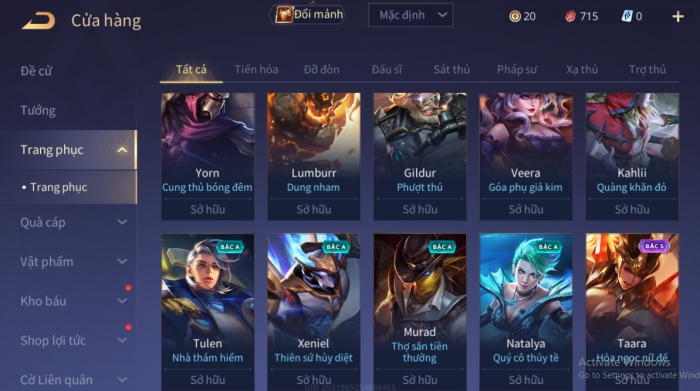 Cửa hàng
Đổi mảnh
Mặc định
20
715
0
Đề cử
Tướng
Trang phục
Trang phục
Quà cáp
Vật phẩm
Kho báu
Shop lợi tức
Cờ Liên quân
Tất cả
Tiến hóa
Đỡ đòn
Đấu sĩ
Sát thủ
Pháp sư
Xạ thủ
Trợ thủ
Yorn
Cung thủ bóng đêm
Sở hữu
Lumburr
Dung nham
Sở hữu
Gildur
Phượt thủ
Sở hữu
Veera
Góa phụ giả kim
Sở hữu
Kahlii
Quàng khăn đỏ
Sở hữu
BẬC A
Tulen
Nhà thám hiểm
Sở hữu
BẬC A
Xeniel
Thiên sứ hủy diệt
Sở hữu
BẬC A
Murad
Thợ săn tiền
thưởng
Sở hữu
BẬC A
Natalya
Quý cô thủy tề
Sở hữu
BẬC S
Taara
Hỏa ngọc nữ đế
Sở hữu
Activate Windows
Go to Settings to activate Wind